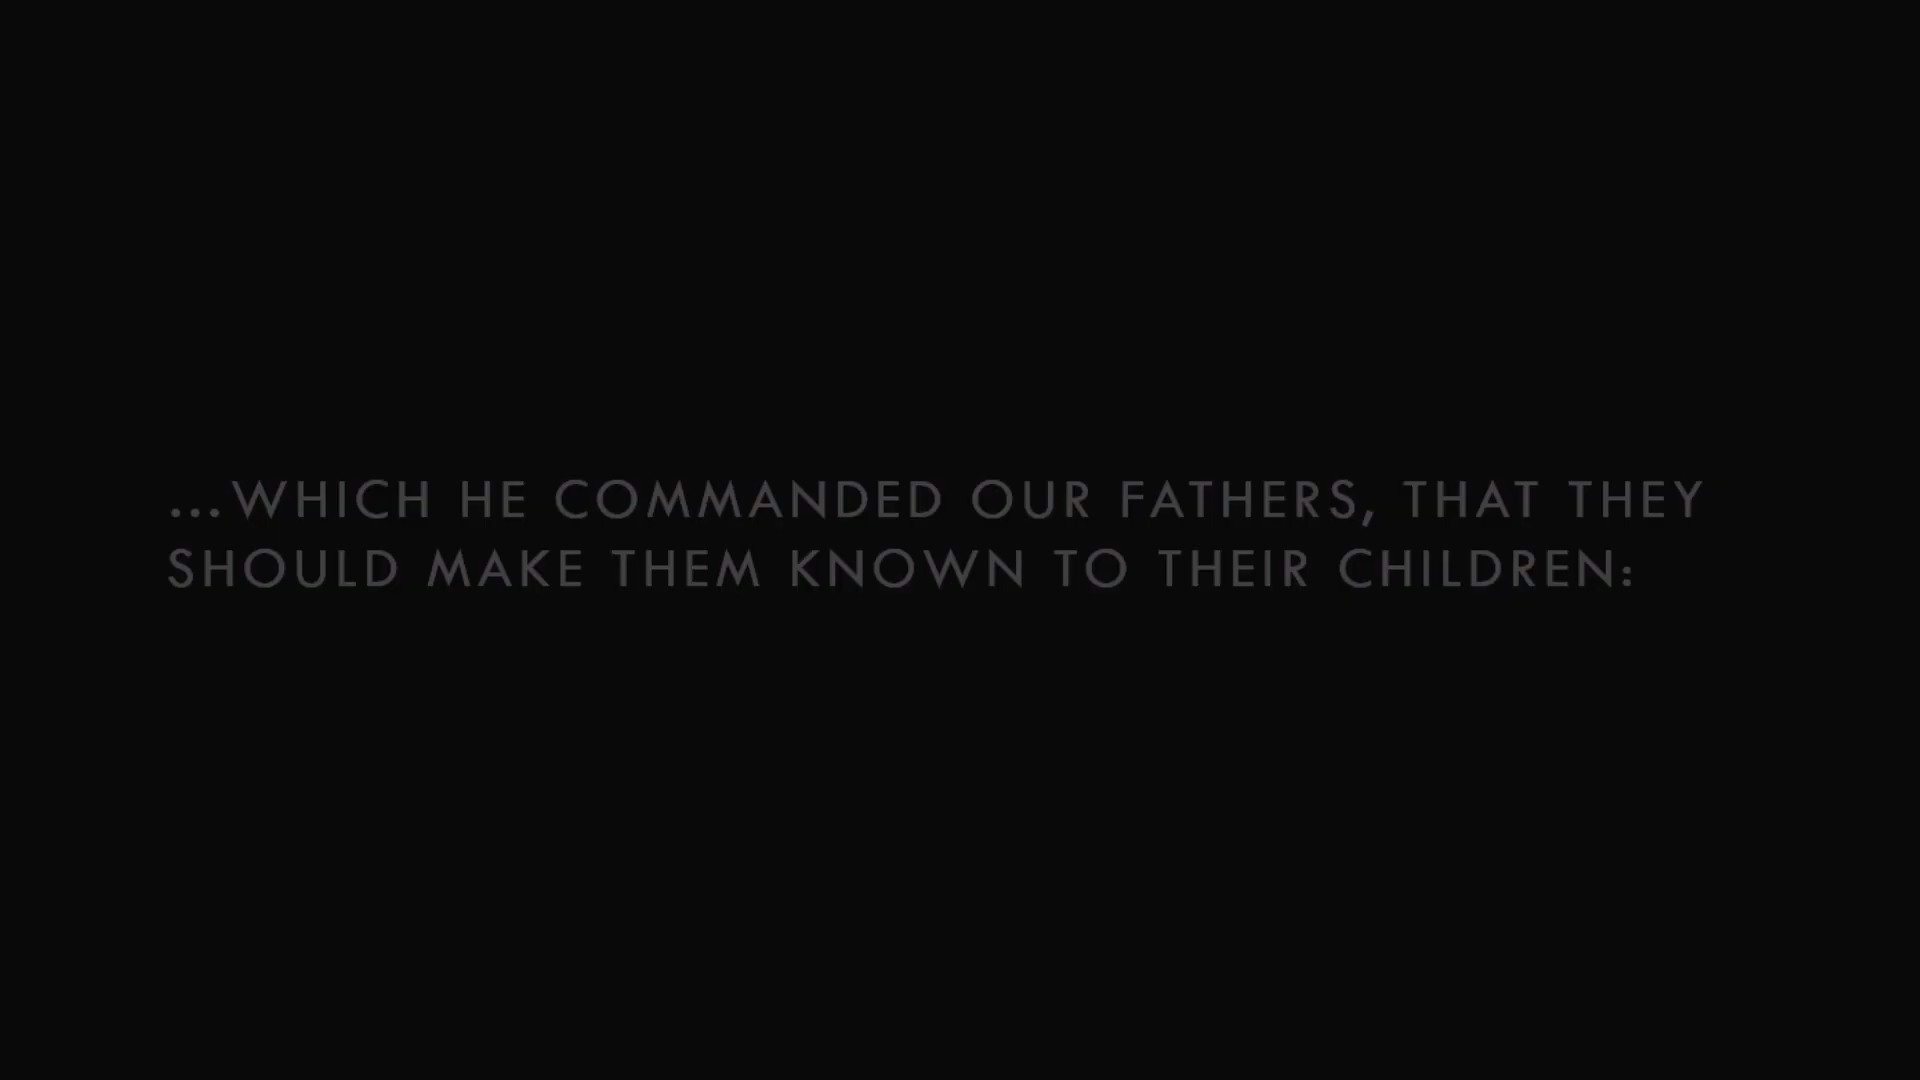 ...WHICH HE COMMANDED OUR FATHERS, THAT THEY
SHOULD MAKE THEM KNOWN TO THEIR CHILDREN: